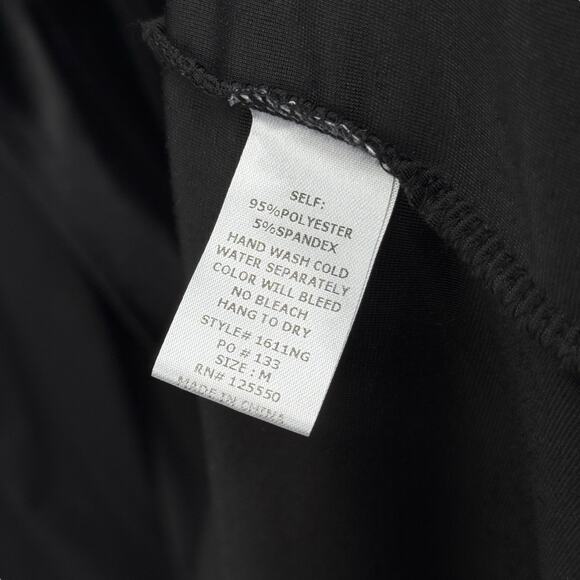 SELF:
95%POLYESTER
5%SPANDEX
HAND WASH COLD
WATER SEPARATELY
COLOR WILL BLEED
NO BLEACH
HANG TO DRY
STYLE# 1611NG
PO # 133
SIZE : M
RN# 125550
MADE IN CHINA